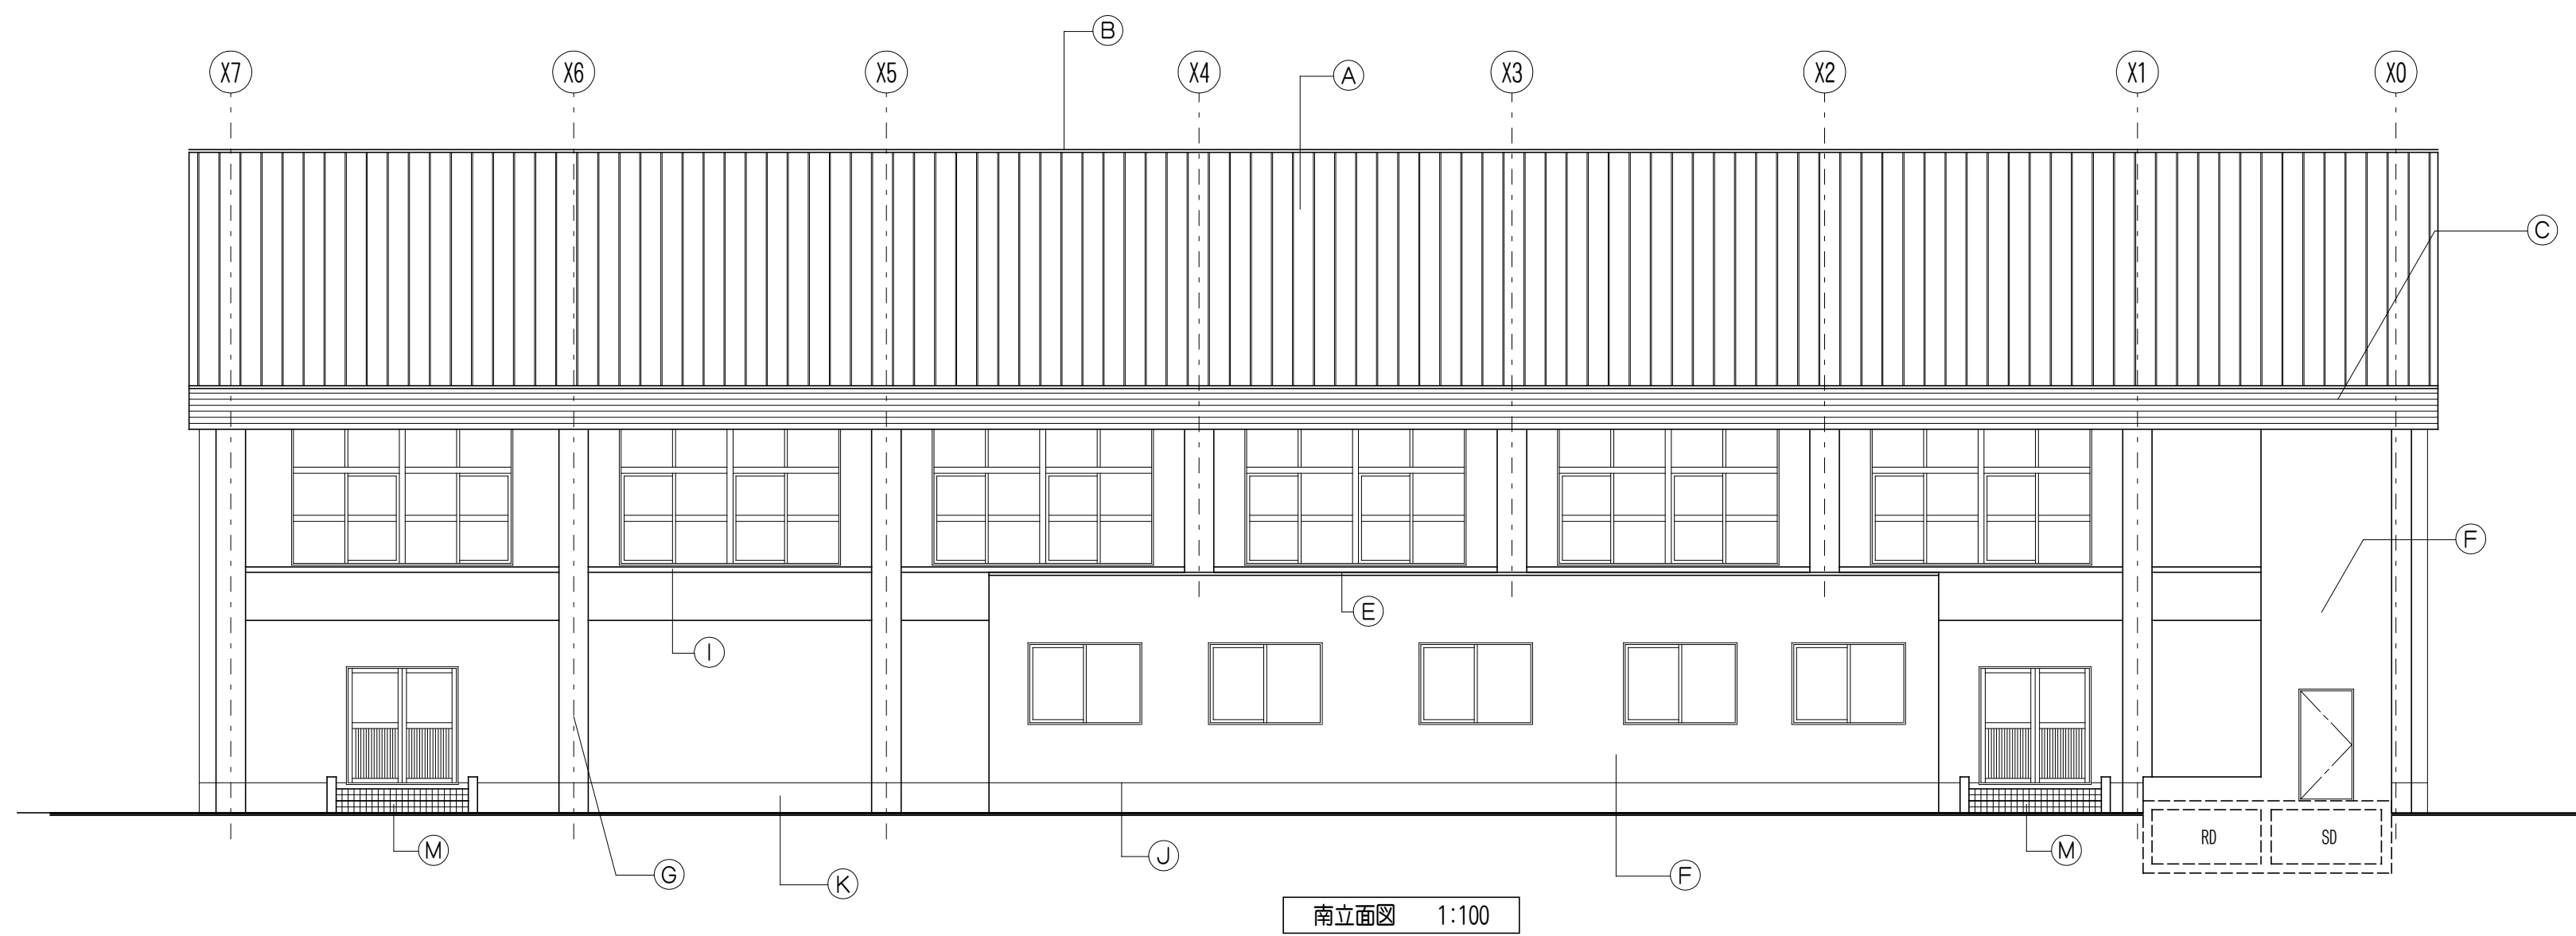 B
X7 X6 X5 X4 A X3 X2 X1 X0
C
F
E
I
M J M RD SD
G K F
南立面図 1:100